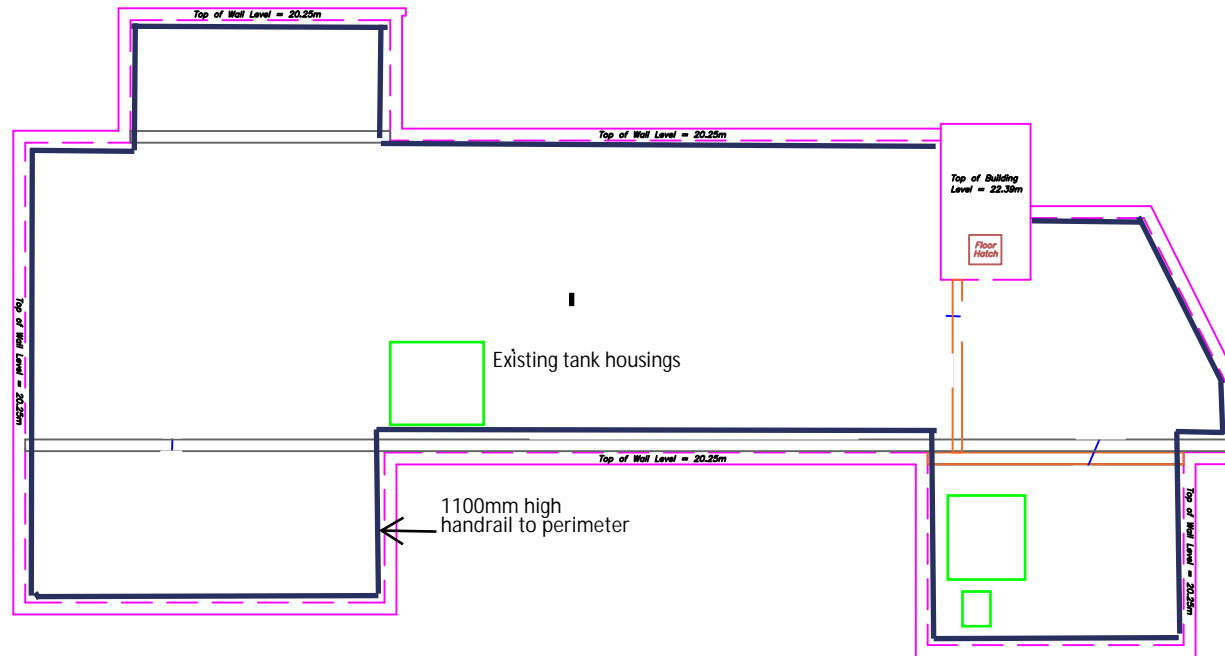 Top of Wall Level = 20.25m
Top of Wall Level = 20.25m
Top of Building
Level = 22.39m
Floor
Hatch
Top of Wall Level = 20.25m
Existing tank housings
Top of Wall Level = 20.25m
1100mm high
handrail to perimeter
Top of Wall Level = 20.25m